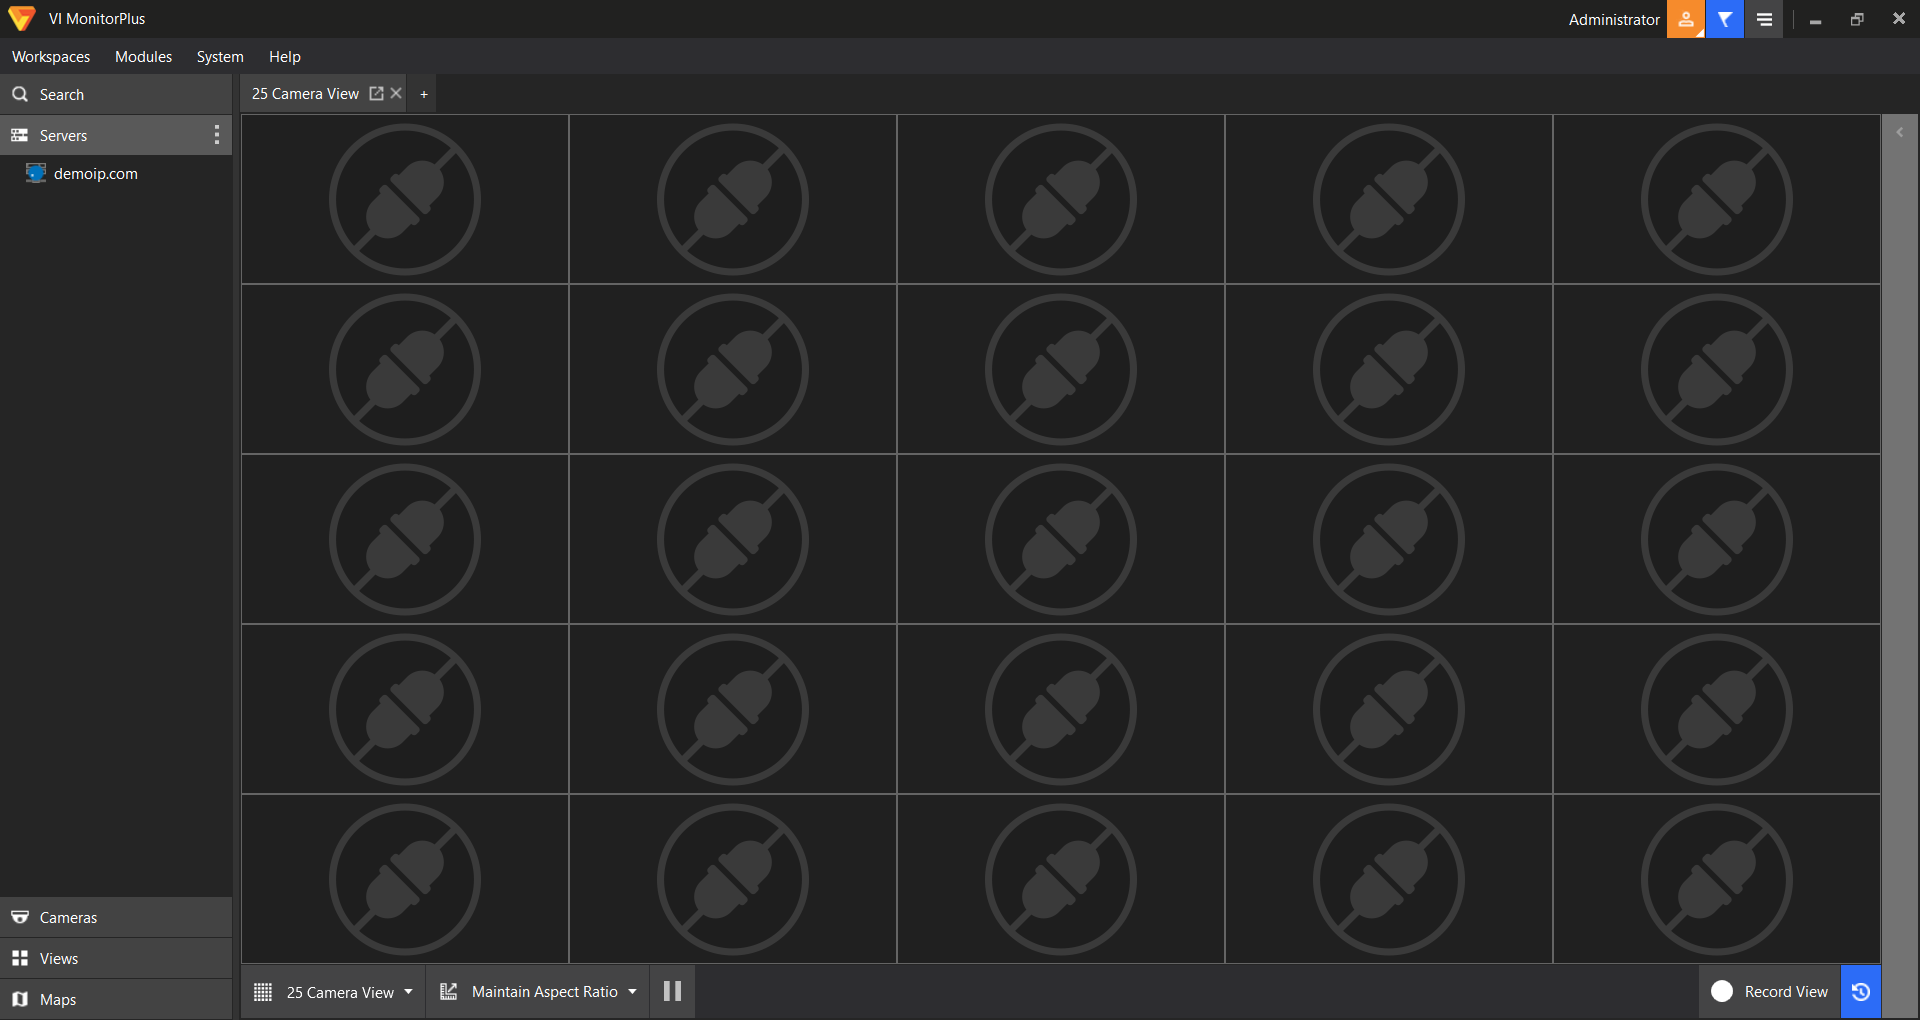 VI MonitorPlus
Administrator
Workspaces Modules System Help
Search
25 Camera View +
Servers
demoip.com
Cameras
Views
Maps
25 Camera View Maintain Aspect Ratio Record View